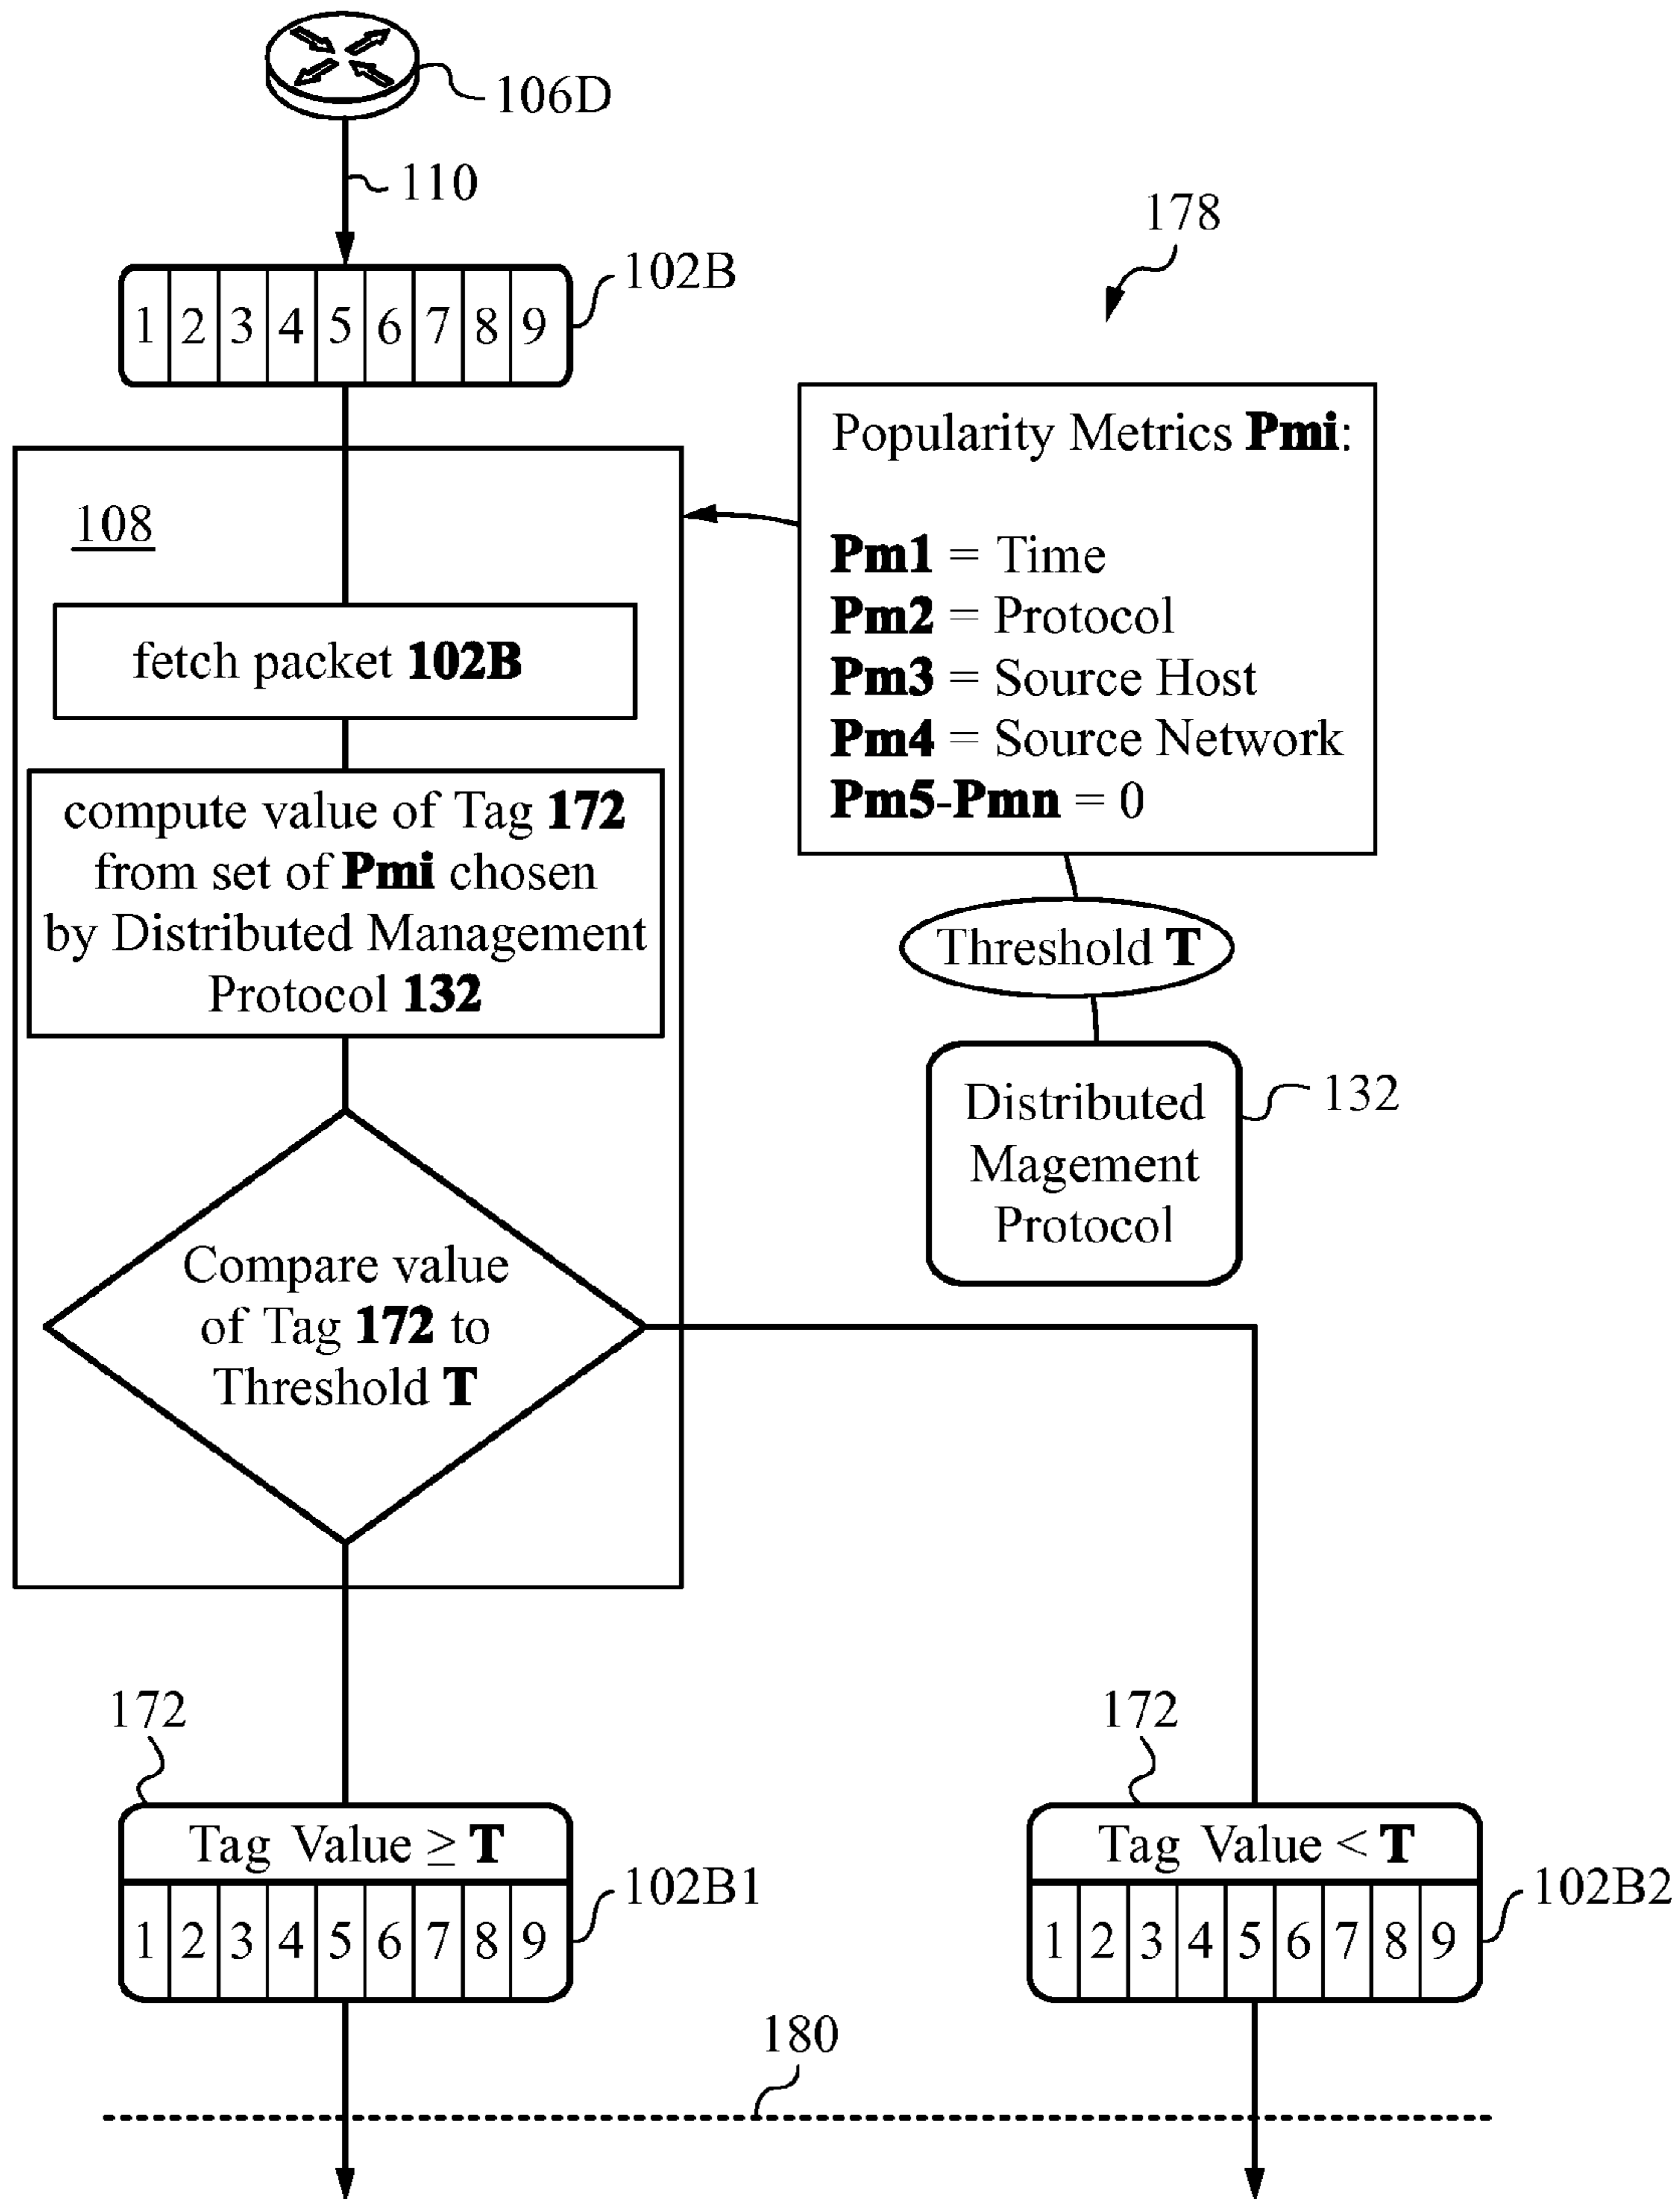 106D
110
178
102B
1 2 3 4 5 6 7 8 9
Popularity Metrics Pmi:
Pm1 = Time
Pm2 = Protocol
Pm3 = Source Host
Pm4 = Source Network
Pm5-Pmn = 0
108
fetch packet 102B
compute value of Tag 172
from set of Pmi chosen
by Distributed Management
Protocol 132
Threshold T
Distributed
Magement
Protocol
132
Compare value
of Tag 172 to
Threshold T
172
Tag Value ≥ T
1 2 3 4 5 6 7 8 9
102B1
172
Tag Value < T
1 2 3 4 5 6 7 8 9
102B2
180